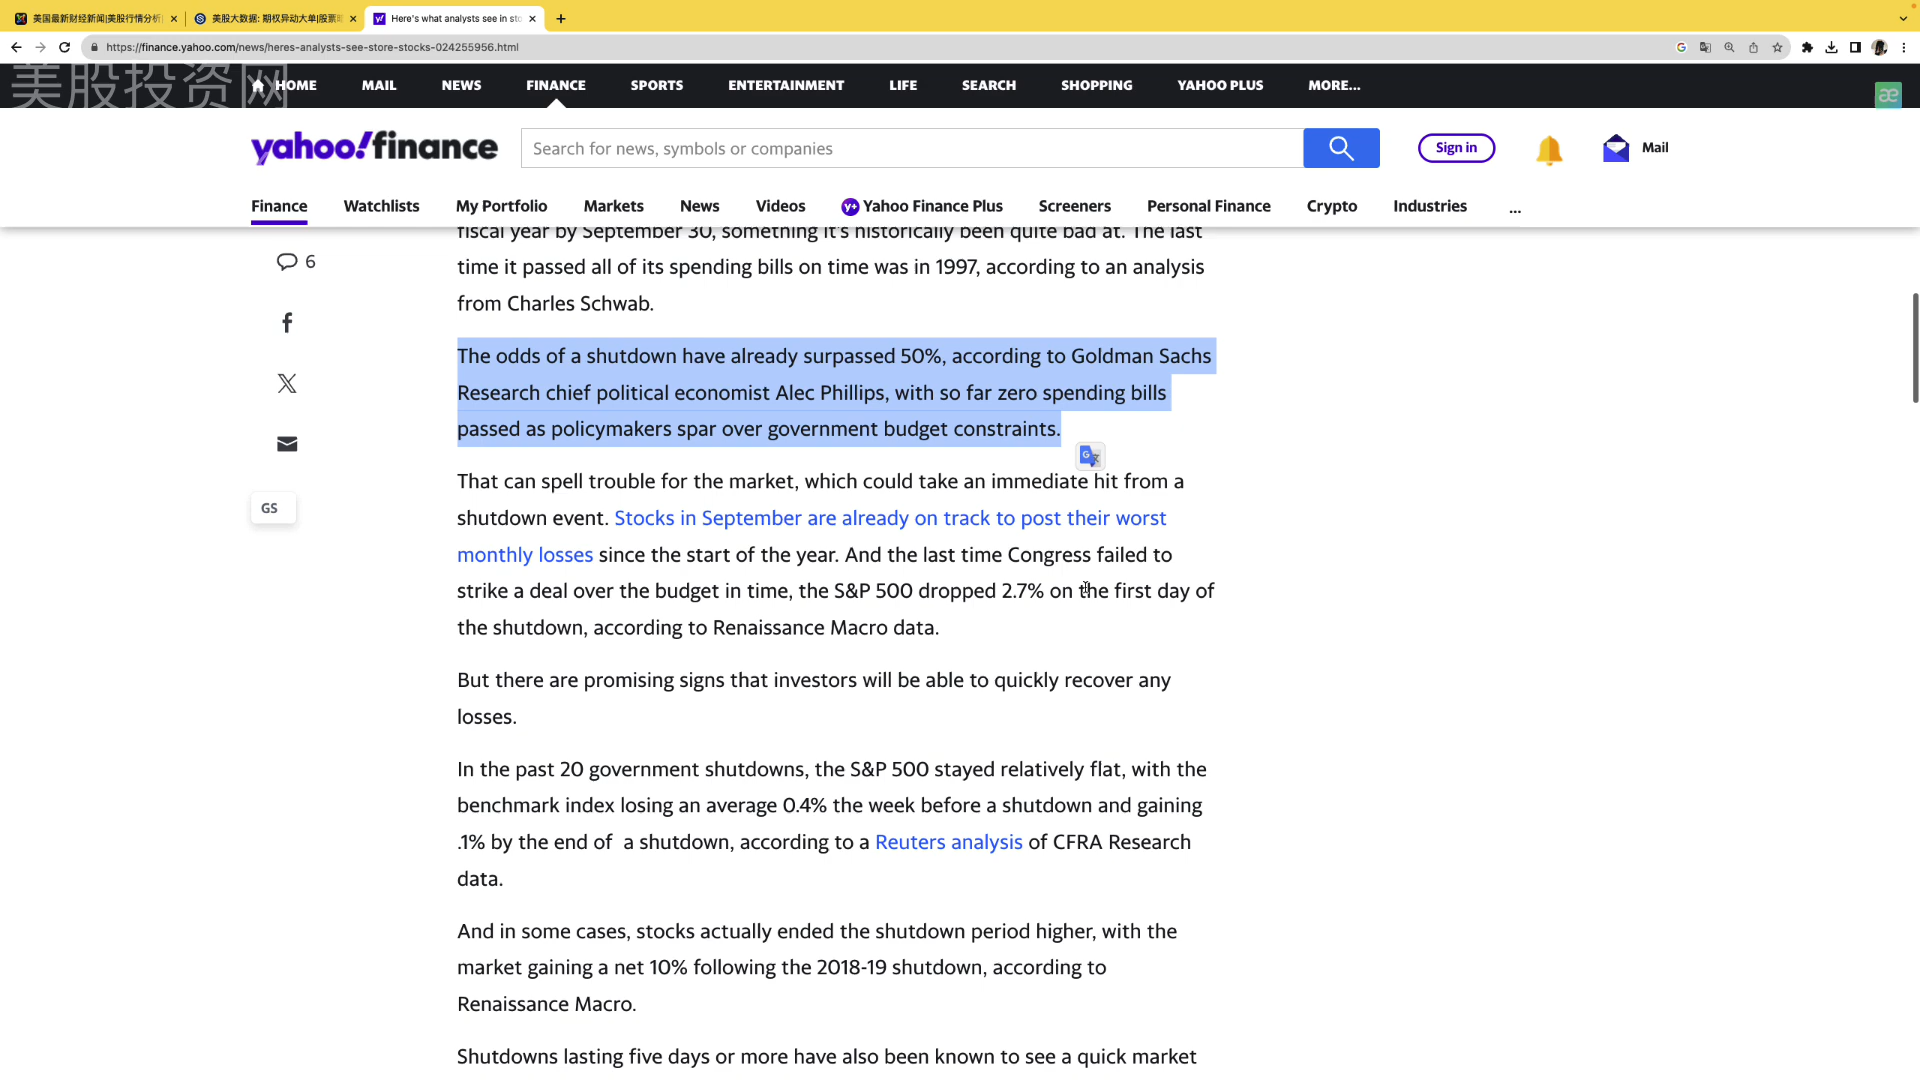 美国最新财经新闻|美股行情分析
美股大数据: 期权异动大单|股票
Here's what analysts see in sto
https://finance.yahoo.com/news/heres-analysts-see-store-stocks-024255956.html
美股投资网
HOME
MAIL
NEWS
FINANCE
SPORTS
ENTERTAINMENT
LIFE
SEARCH
SHOPPING
YAHOO PLUS
MORE...
yahoo!finance
Search for news, symbols or companies
Sign in
Mail
Finance
Watchlists
My Portfolio
Markets
News
Videos
Yahoo Finance Plus
Screeners
Personal Finance
Crypto
Industries
...
6
GS
fiscal year by September 30, something it's historically been quite bad at. The last
time it passed all of its spending bills on time was in 1997, according to an analysis
from Charles Schwab.
The odds of a shutdown have already surpassed 50%, according to Goldman Sachs
Research chief political economist Alec Phillips, with so far zero spending bills
passed as policymakers spar over government budget constraints.
That can spell trouble for the market, which could take an immediate hit from a
shutdown event. Stocks in September are already on track to post their worst
monthly losses since the start of the year. And the last time Congress failed to
strike a deal over the budget in time, the S&P 500 dropped 2.7% on the first day of
the shutdown, according to Renaissance Macro data.
But there are promising signs that investors will be able to quickly recover any
losses.
In the past 20 government shutdowns, the S&P 500 stayed relatively flat, with the
benchmark index losing an average 0.4% the week before a shutdown and gaining
.1% by the end of  a shutdown, according to a Reuters analysis of CFRA Research
data.
And in some cases, stocks actually ended the shutdown period higher, with the
market gaining a net 10% following the 2018-19 shutdown, according to
Renaissance Macro.
Shutdowns lasting five days or more have also been known to see a quick market